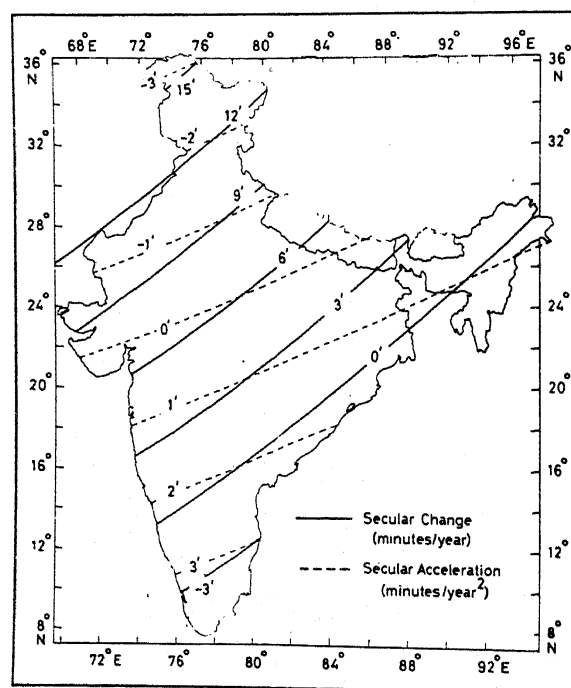 68°E 72° 76° 80° 84° 88° 92° 96°E
36° N 36° N
-3'
15'
12'
-2'
32° 32°
9'
28° 28°
-1'
6'
3'
24° 24°
0'
0'
20° 20°
1'
16° 16°
2'
Secular Change
(minutes/year)
12° 12°
3'
Secular Acceleration
-3'
(minutes/year²)
8° N 8° N
72°E 76° 80° 84° 88° 92°E